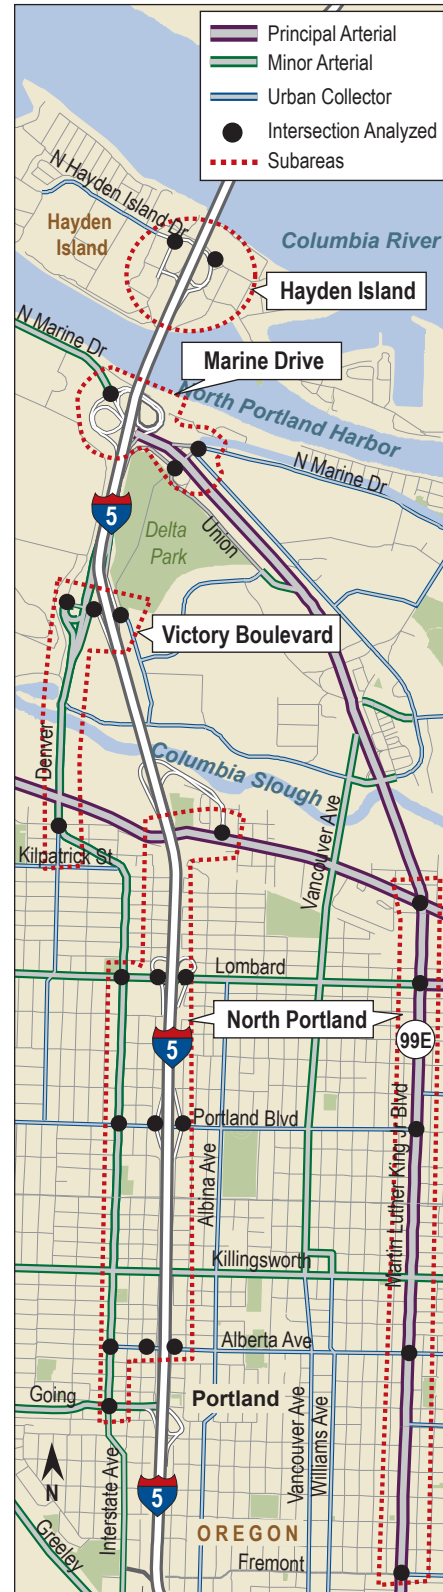 Principal Arterial
Minor Arterial
Urban Collector
Intersection Analyzed
Subareas
N Hayden Island Dr
Hayden
Island
Columbia River
Hayden Island
N Marine Dr
Marine Drive
North Portland Harbor
N Marine Dr
5
Delta
Park
Union
Victory Boulevard
Denver
Columbia Slough
Vancouver Ave
Kilpatrick St
Lombard
North Portland
5
99E
Portland Blvd
Albina Ave
Martin Luther King Jr Blvd
Killingsworth
Alberta Ave
Going
Portland
Vancouver Ave
Williams Ave
Interstate Ave
N
5
Greeley
OREGON
Fremont